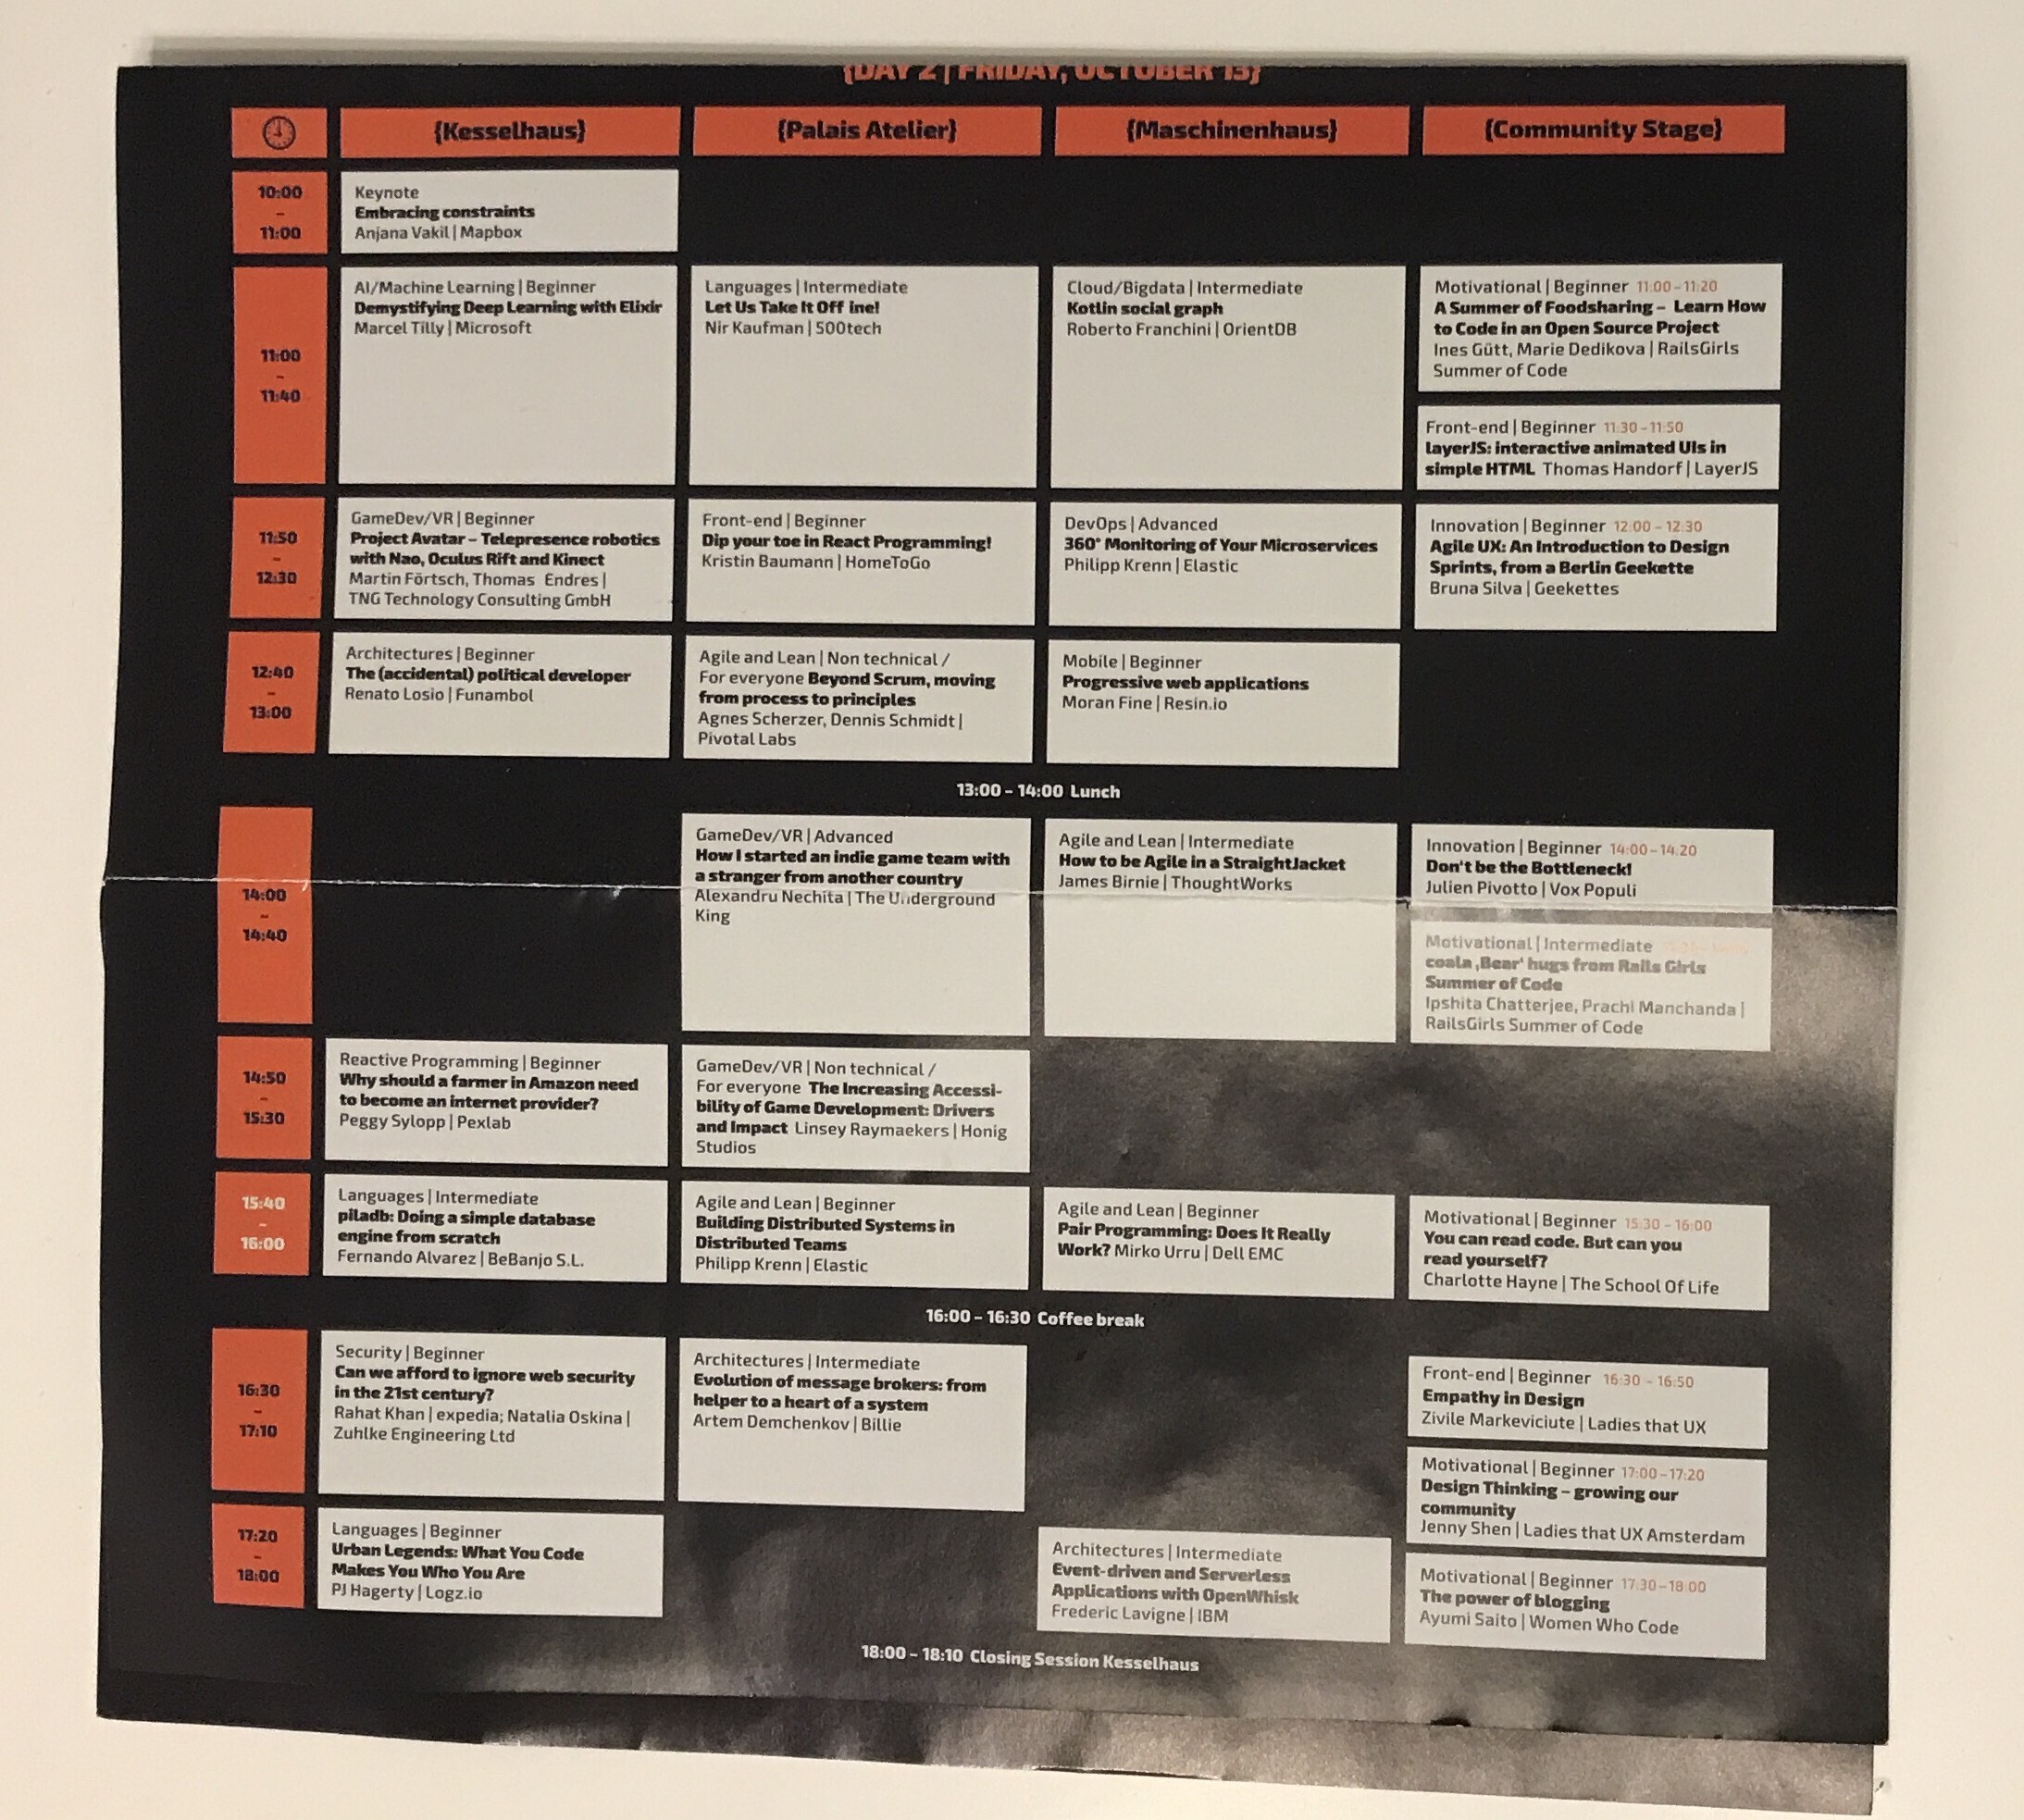 {DAY 2 | FRIDAY, OCTOBER 13}
{Kesselhaus}
{Palais Atelier}
{Maschinenhaus}
{Community Stage}
10:00
–
11:00
Keynote
Embracing constraints
Anjana Vakil | Mapbox
11:00
–
11:40
AI/Machine Learning | Beginner
Demystifying Deep Learning with Elixir
Marcel Tilly | Microsoft
Languages | Intermediate
Let Us Take It Off ine!
Nir Kaufman | 500tech
Cloud/Bigdata | Intermediate
Kotlin social graph
Roberto Franchini | OrientDB
Motivational | Beginner 11:00 – 11:20
A Summer of Foodsharing – Learn How
to Code in an Open Source Project
Ines Gütt, Marie Dedikova | RailsGirls
Summer of Code
Front-end | Beginner 11:30 – 11:50
layerJS: interactive animated UIs in
simple HTML Thomas Handorf | LayerJS
11:50
–
12:30
GameDev/VR | Beginner
Project Avatar – Telepresence robotics
with Nao, Oculus Rift and Kinect
Martin Förtsch, Thomas Endres |
TNG Technology Consulting GmbH
Front-end | Beginner
Dip your toe in React Programming!
Kristin Baumann | HomeToGo
DevOps | Advanced
360° Monitoring of Your Microservices
Philipp Krenn | Elastic
Innovation | Beginner 12:00 – 12:30
Agile UX: An Introduction to Design
Sprints, from a Berlin Geekette
Bruna Silva | Geekettes
12:40
–
13:00
Architectures | Beginner
The (accidental) political developer
Renato Losio | Funambol
Agile and Lean | Non technical /
For everyone Beyond Scrum, moving
from process to principles
Agnes Scherzer, Dennis Schmidt |
Pivotal Labs
Mobile | Beginner
Progressive web applications
Moran Fine | Resin.io
13:00 – 14:00 Lunch
14:00
–
14:40
GameDev/VR | Advanced
How I started an indie game team with
a stranger from another country
Alexandru Nechita | The Underground
King
Agile and Lean | Intermediate
How to be Agile in a StraightJacket
James Birnie | ThoughtWorks
Innovation | Beginner 14:00 – 14:20
Don't be the Bottleneck!
Julien Pivotto | Vox Populi
Motivational | Intermediate
coala ‚Bear' hugs from Rails Girls
Summer of Code
Ipshita Chatterjee, Prachi Manchanda |
RailsGirls Summer of Code
14:50
–
15:30
Reactive Programming | Beginner
Why should a farmer in Amazon need
to become an internet provider?
Peggy Sylopp | Pexlab
GameDev/VR | Non technical /
For everyone The Increasing Accessi-
bility of Game Development: Drivers
and Impact Linsey Raymaekers | Honig
Studios
15:40
–
16:00
Languages | Intermediate
piladb: Doing a simple database
engine from scratch
Fernando Alvarez | BeBanjo S.L.
Agile and Lean | Beginner
Building Distributed Systems in
Distributed Teams
Philipp Krenn | Elastic
Agile and Lean | Beginner
Pair Programming: Does It Really
Work? Mirko Urru | Dell EMC
Motivational | Beginner 15:30 – 16:00
You can read code. But can you
read yourself?
Charlotte Hayne | The School Of Life
16:00 – 16:30 Coffee break
16:30
–
17:10
Security | Beginner
Can we afford to ignore web security
in the 21st century?
Rahat Khan | expedia; Natalia Oskina |
Zuhlke Engineering Ltd
Architectures | Intermediate
Evolution of message brokers: from
helper to a heart of a system
Artem Demchenkov | Billie
Front-end | Beginner 16:30 – 16:50
Empathy in Design
Zivile Markeviciute | Ladies that UX
Motivational | Beginner 17:00 – 17:20
Design Thinking – growing our
community
Jenny Shen | Ladies that UX Amsterdam
17:20
–
18:00
Languages | Beginner
Urban Legends: What You Code
Makes You Who You Are
PJ Hagerty | Logz.io
Architectures | Intermediate
Event-driven and Serverless
Applications with OpenWhisk
Frederic Lavigne | IBM
Motivational | Beginner 17:30 – 18:00
The power of blogging
Ayumi Saito | Women Who Code
18:00 – 18:10 Closing Session Kesselhaus